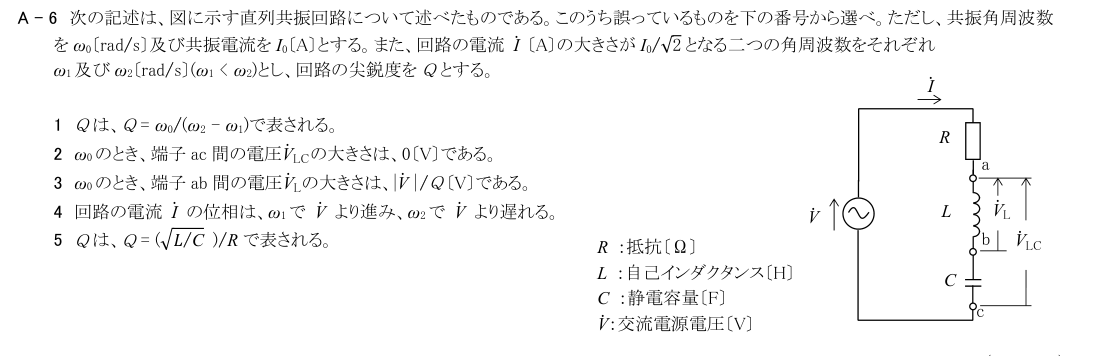 A－6 次の記述は、図に示す直列共振回路について述べたものである。このうち誤っているものを下の番号から選べ。ただし、共振角周波数
を ω₀〔rad/s〕及び共振電流を I₀〔A〕とする。また、回路の電流 İ〔A〕の大きさが I₀/√2 となる二つの角周波数をそれぞれ
ω₁ 及び ω₂〔rad/s〕(ω₁ < ω₂)とし、回路の尖鋭度を Q とする。
1 Q は、Q = ω₀/(ω₂ − ω₁)で表される。
2 ω₀ のとき、端子 ac 間の電圧 V̇LC の大きさは、0〔V〕である。
3 ω₀ のとき、端子 ab 間の電圧 V̇L の大きさは、|V̇|/Q〔V〕である。
4 回路の電流 İ の位相は、ω₁ で V̇ より進み、ω₂ で V̇ より遅れる。
5 Q は、Q = (√L/C )/R で表される。
R :抵抗〔Ω〕
L :自己インダクタンス〔H〕
C :静電容量〔F〕
V̇:交流電源電圧〔V〕
İ
R
a
V̇
L
V̇L
b
V̇LC
C
c